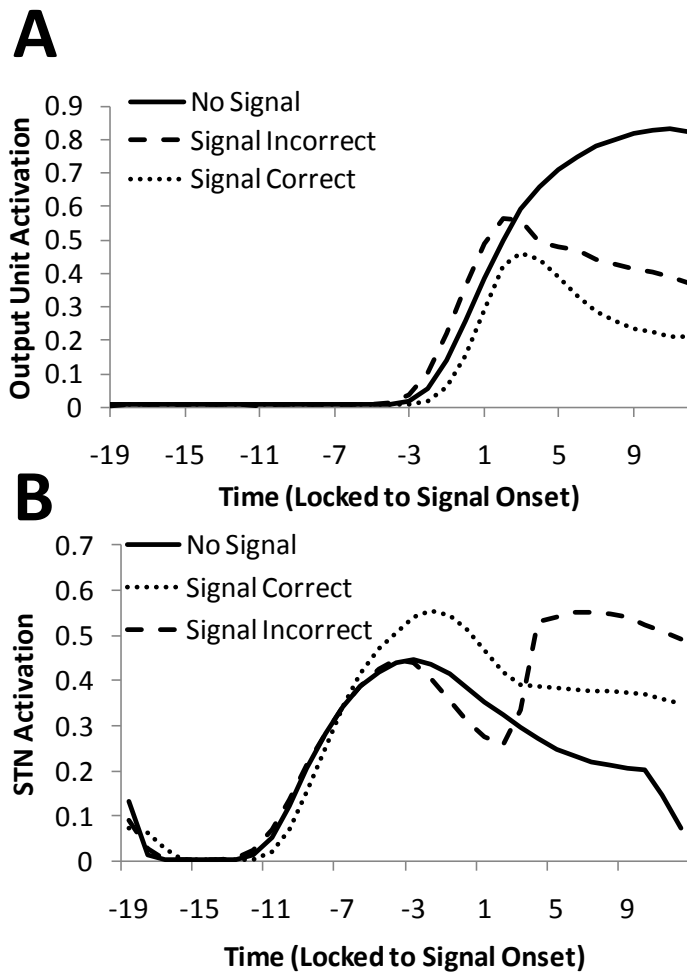 A
Output Unit Activation
0.9
0.8
0.7
0.6
0.5
0.4
0.3
0.2
0.1
0
No Signal
Signal Incorrect
Signal Correct
-19 -15 -11 -7 -3 1 5 9
Time (Locked to Signal Onset)
B
STN Activation
0.7
0.6
0.5
0.4
0.3
0.2
0.1
0
No Signal
Signal Correct
Signal Incorrect
-19 -15 -11 -7 -3 1 5 9
Time (Locked to Signal Onset)